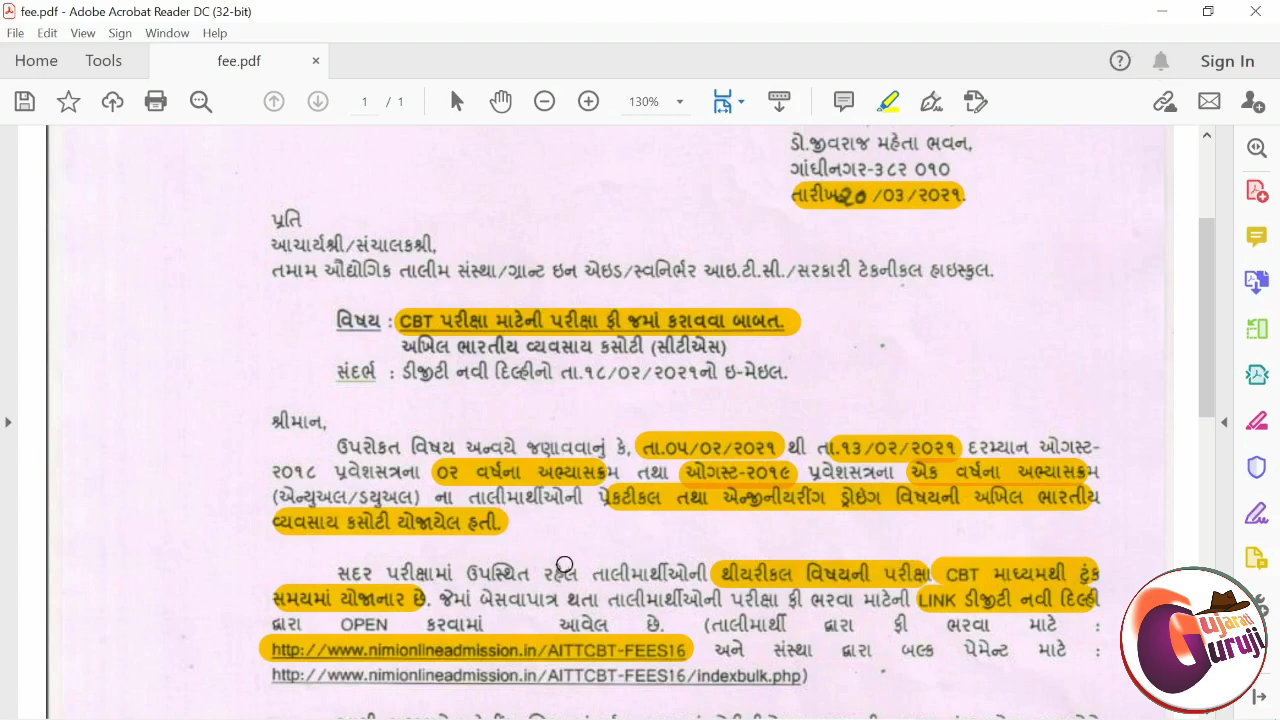 fee.pdf - Adobe Acrobat Reader DC (32-bit)
File Edit View Sign Window Help
Home Tools fee.pdf × Sign In
1 / 1 130%
ડો.જીવરાજ મહેતા ભવન,
ગાંધીનગર-૩૮૨ ૦૧૦
તારીખ૨૦/૦૩/૨૦૨૧.
પ્રતિ
આચાર્યશ્રી/સંચાલકશ્રી,
તમામ ઔદ્યોગિક તાલીમ સંસ્થા/ગ્રાન્ટ ઇન એઇડ/સ્વનિર્ભર આઇ.ટી.સી./સરકારી ટેકનીકલ હાઇસ્કુલ.
વિષય : CBT પરીક્ષા માટેની પરીક્ષા ફી જમાં કરાવવા બાબત.
અખિલ ભારતીય વ્યવસાય કસોટી (સીટીએસ)
સંદર્ભ : ડીજીટી નવી દિલ્હીનો તા.૧૮/૦૨/૨૦૨૧નો ઇ-મેઇલ.
શ્રીમાન,
ઉપરોકત વિષય અન્વયે જણાવવાનું કે, તા.૦૫/૦૨/૨૦૨૧ થી તા.૧૩/૦૨/૨૦૨૧ દરમ્યાન ઓગસ્ટ-
૨૦૧૮ પ્રવેશસત્રના ૦૨ વર્ષના અભ્યાસક્રમ તથા ઓગસ્ટ-૨૦૧૯ પ્રવેશસત્રના એક વર્ષના અભ્યાસક્રમ
(એન્યુઅલ/ડયુઅલ) ના તાલીમાર્થીઓની પ્રેકટીકલ તથા એન્જીનીયરીંગ ડ્રોઇંગ વિષયની અખિલ ભારતીય
વ્યવસાય કસોટી યોજાયેલ હતી.
સદર પરીક્ષામાં ઉપસ્થિત રહેલ તાલીમાર્થીઓની થીયરીકલ વિષયની પરીક્ષા CBT માધ્યમથી ટુંક
સમયમાં યોજાનાર છે. જેમાં બેસવાપાત્ર થતા તાલીમાર્થીઓની પરીક્ષા ફી ભરવા માટેની LINK ડીજીટી નવી દિલ્હી
દ્વારા OPEN કરવામાં આવેલ છે. (તાલીમાર્થી દ્વારા ફી ભરવા માટે :
http://www.nimionlineadmission.in/AITTCBT-FEES16 અને સંસ્થા દ્વારા બલ્ક પેમેન્ટ માટે :
http://www.nimionlineadmission.in/AITTCBT-FEES16/indexbulk.php)
Gujarati
Guruji